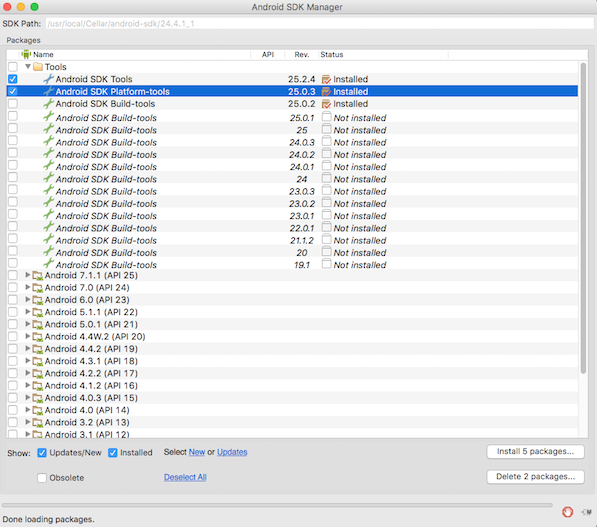 Android SDK Manager
SDK Path: /usr/local/Cellar/android-sdk/24.4.1_1
Packages
Name API Rev. Status
Tools
Android SDK Tools 25.2.4 Installed
Android SDK Platform-tools 25.0.3 Installed
Android SDK Build-tools 25.0.2 Installed
Android SDK Build-tools 25.0.1 Not installed
Android SDK Build-tools 25 Not installed
Android SDK Build-tools 24.0.3 Not installed
Android SDK Build-tools 24.0.2 Not installed
Android SDK Build-tools 24.0.1 Not installed
Android SDK Build-tools 24 Not installed
Android SDK Build-tools 23.0.3 Not installed
Android SDK Build-tools 23.0.2 Not installed
Android SDK Build-tools 23.0.1 Not installed
Android SDK Build-tools 22.0.1 Not installed
Android SDK Build-tools 21.1.2 Not installed
Android SDK Build-tools 20 Not installed
Android SDK Build-tools 19.1 Not installed
Android 7.1.1 (API 25)
Android 7.0 (API 24)
Android 6.0 (API 23)
Android 5.1.1 (API 22)
Android 5.0.1 (API 21)
Android 4.4W.2 (API 20)
Android 4.4.2 (API 19)
Android 4.3.1 (API 18)
Android 4.2.2 (API 17)
Android 4.1.2 (API 16)
Android 4.0.3 (API 15)
Android 4.0 (API 14)
Android 3.2 (API 13)
Android 3.1 (API 12)
Show: Updates/New Installed Select New or Updates Install 5 packages...
Obsolete Deselect All Delete 2 packages...
Done loading packages.